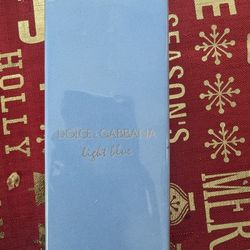 DOLCE & GABBANA
light blue
HOLLY
SEASON'S
MER